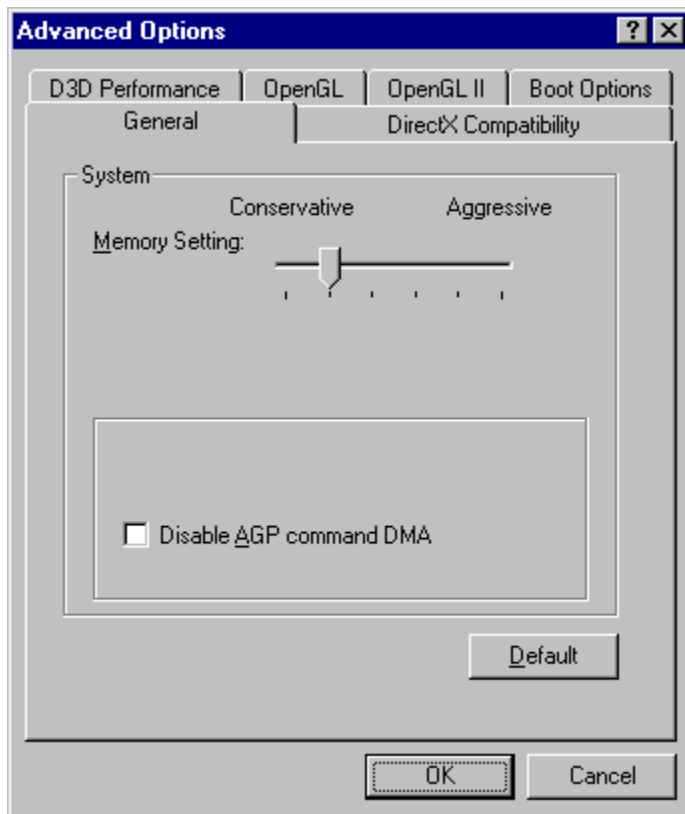 Advanced Options
D3D Performance OpenGL OpenGL II Boot Options
General DirectX Compatibility
System
Conservative Aggressive
Memory Setting:
Disable AGP command DMA
Default
OK Cancel